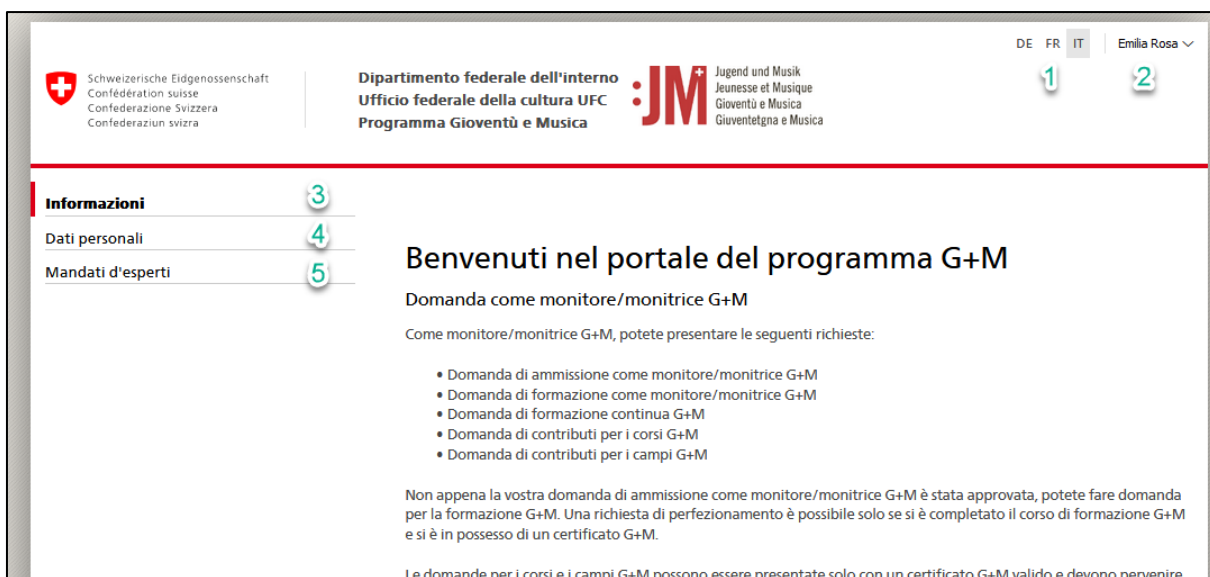 DE FR IT Emilia Rosa
1 2
Schweizerische Eidgenossenschaft
Confédération suisse
Confederazione Svizzera
Confederaziun svizra
Dipartimento federale dell'interno
Ufficio federale della cultura UFC
Programma Gioventù e Musica
:JM
Jugend und Musik
Jeunesse et Musique
Gioventù e Musica
Giuventetgna e Musica
Informazioni 3
Dati personali 4
Mandati d'esperti 5
Benvenuti nel portale del programma G+M
Domanda come monitore/monitrice G+M
Come monitore/monitrice G+M, potete presentare le seguenti richieste:
• Domanda di ammissione come monitore/monitrice G+M
• Domanda di formazione come monitore/monitrice G+M
• Domanda di formazione continua G+M
• Domanda di contributi per i corsi G+M
• Domanda di contributi per i campi G+M
Non appena la vostra domanda di ammissione come monitore/monitrice G+M è stata approvata, potete fare domanda
per la formazione G+M. Una richiesta di perfezionamento è possibile solo se si è completato il corso di formazione G+M
e si è in possesso di un certificato G+M.
Le domande per i corsi e i campi G+M possono essere presentate solo con un certificato G+M valido e devono pervenire